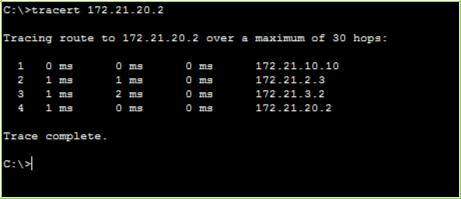 C:\>tracert 172.21.20.2
Tracing route to 172.21.20.2 over a maximum of 30 hops:
1 0 ms 0 ms 0 ms 172.21.10.10
2 1 ms 1 ms 0 ms 172.21.2.3
3 1 ms 2 ms 0 ms 172.21.3.2
4 1 ms 0 ms 0 ms 172.21.20.2
Trace complete.
C:\>